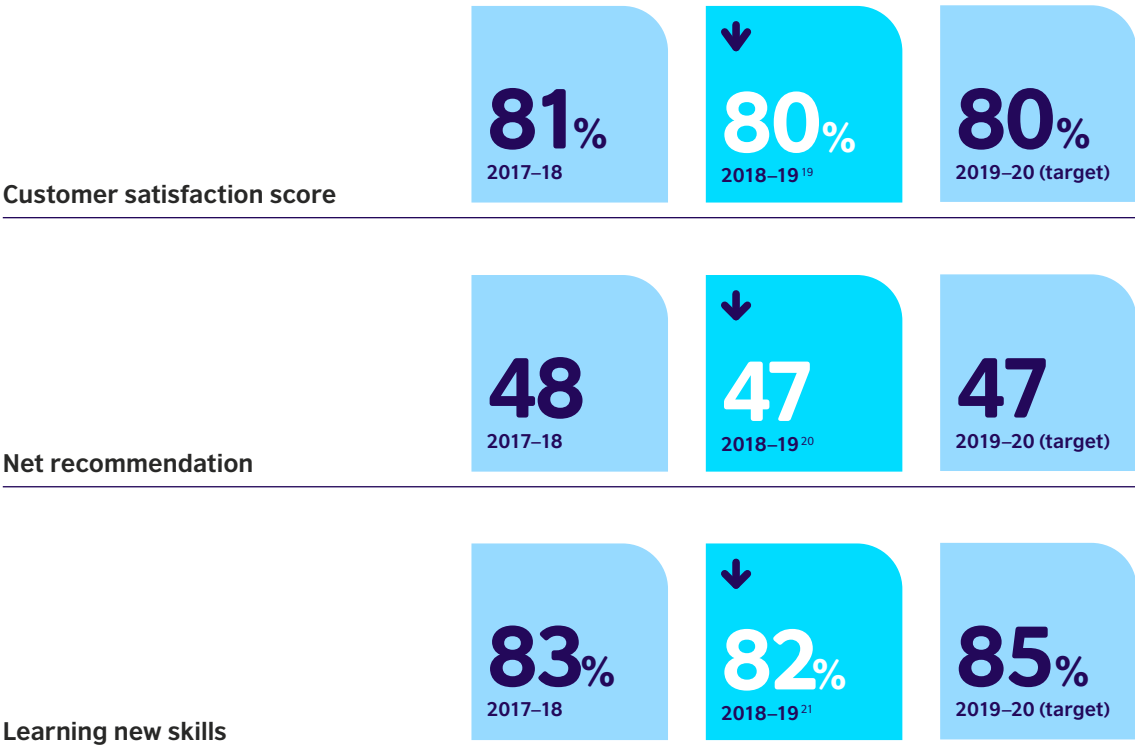 81%
2017–18
80%
2018–19 19
80%
2019–20 (target)
Customer satisfaction score
48
2017–18
47
2018–19 20
47
2019–20 (target)
Net recommendation
83%
2017–18
82%
2018–19 21
85%
2019–20 (target)
Learning new skills